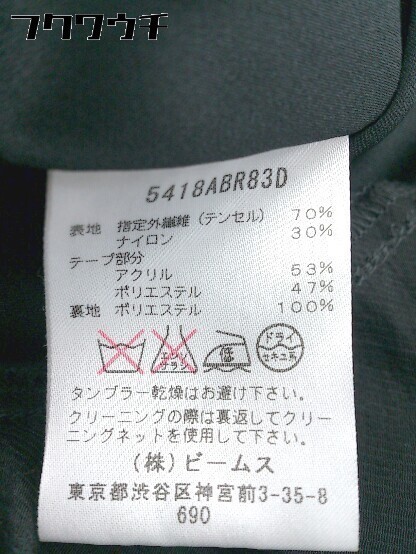 フクワウチ
5418ABR83D
表地 指定外繊維(テンセル) 70%
ナイロン 30%
テープ部分
アクリル 53%
ポリエステル 47%
裏地 ポリエステル 100%
エンソサラシ 低 ドライ セキユ系
タンブラー乾燥はお避け下さい。
クリーニングの際は裏返してクリー
ニングネットを使用して下さい。
(株)ビームス
東京都渋谷区神宮前3-35-8
690